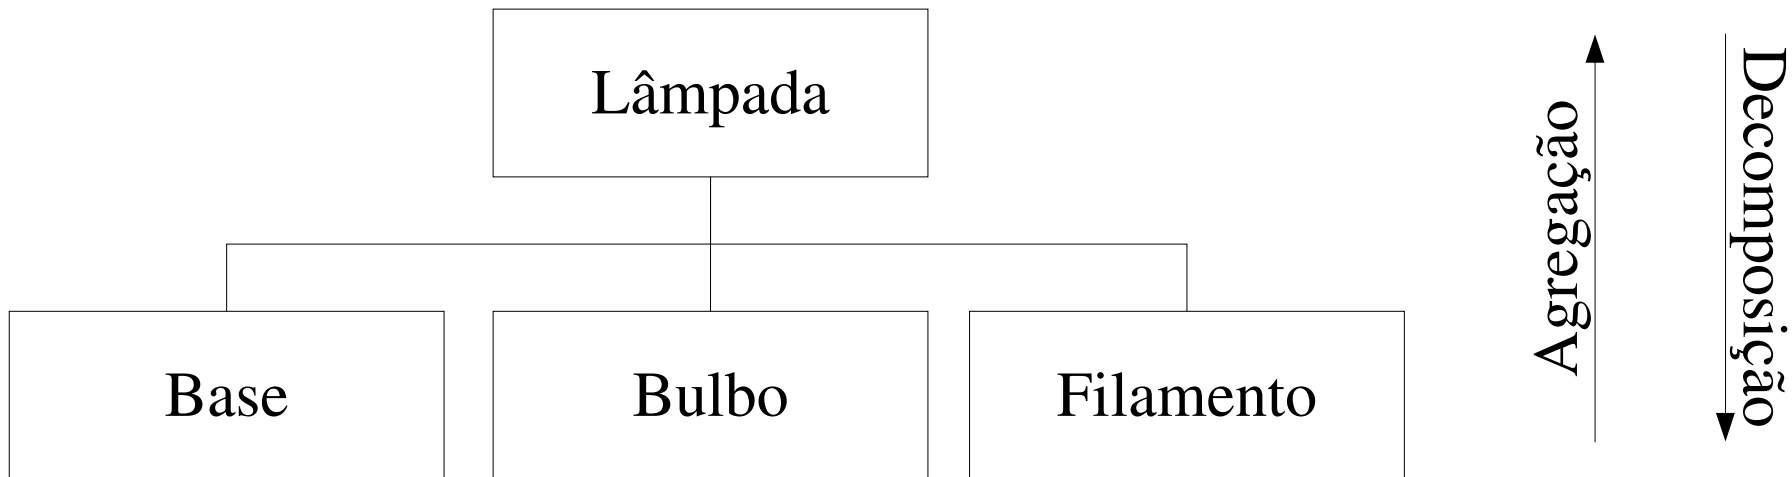 Lâmpada
Base
Bulbo
Filamento
Agregação
Decomposição